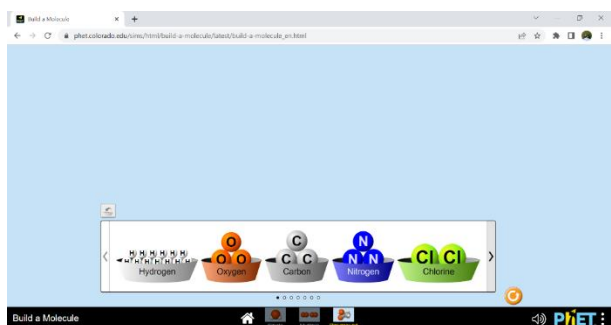 Build a Molecule
phet.colorado.edu/sims/html/build-a-molecule/latest/build-a-molecule_en.html
H H H H H H
H H H H H H H
O
O O
C
C C
N
N N
Cl Cl
Hydrogen Oxygen Carbon Nitrogen Chlorine
Build a Molecule PhET